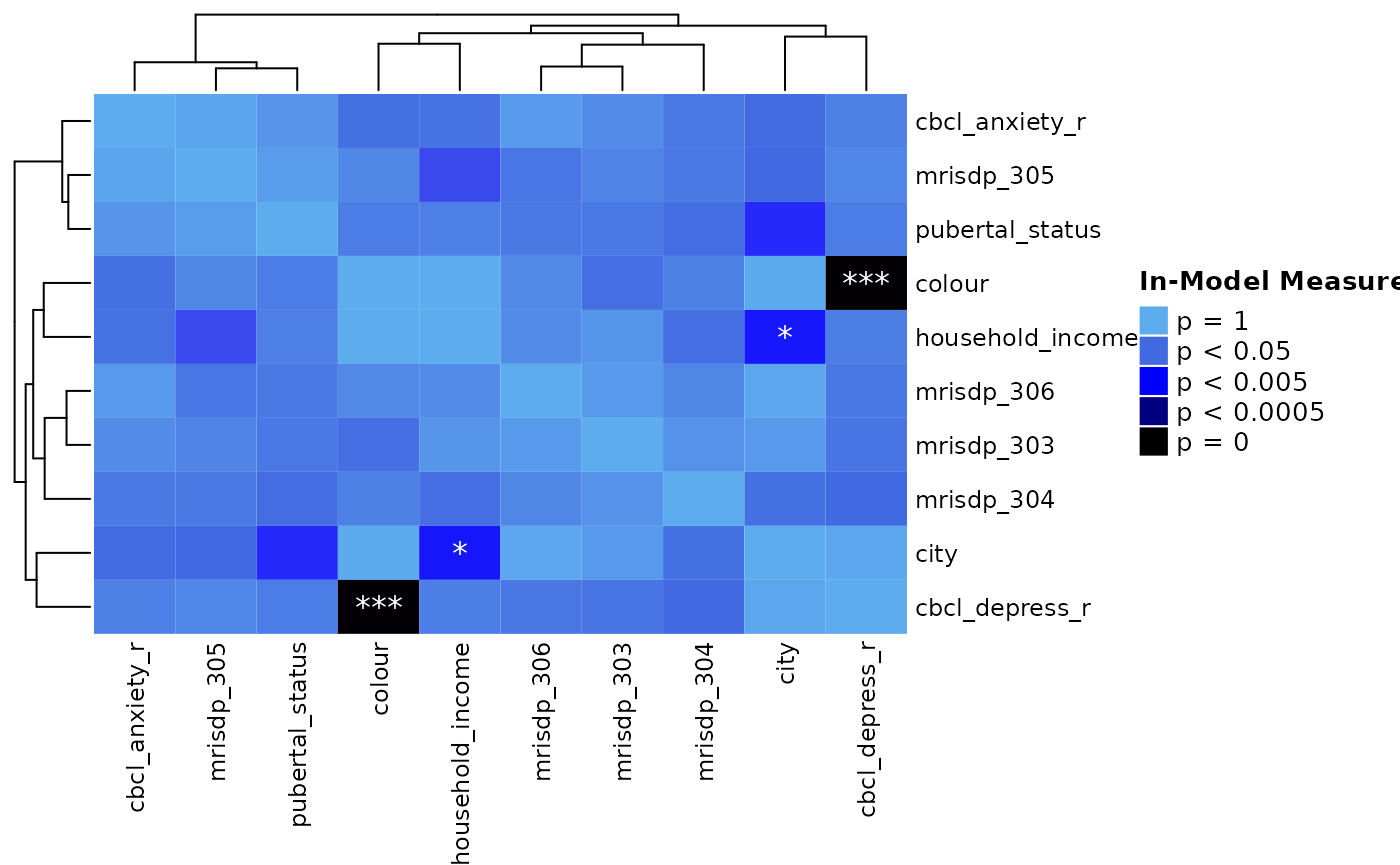 cbcl_anxiety_r
mrisdp_305
pubertal_status
colour
***
household_income
*
mrisdp_306
mrisdp_303
mrisdp_304
city
*
cbcl_depress_r
***
In-Model Measure
p = 1
p < 0.05
p < 0.005
p < 0.0005
p = 0
cbcl_anxiety_r
mrisdp_305
pubertal_status
colour
household_income
mrisdp_306
mrisdp_303
mrisdp_304
city
cbcl_depress_r